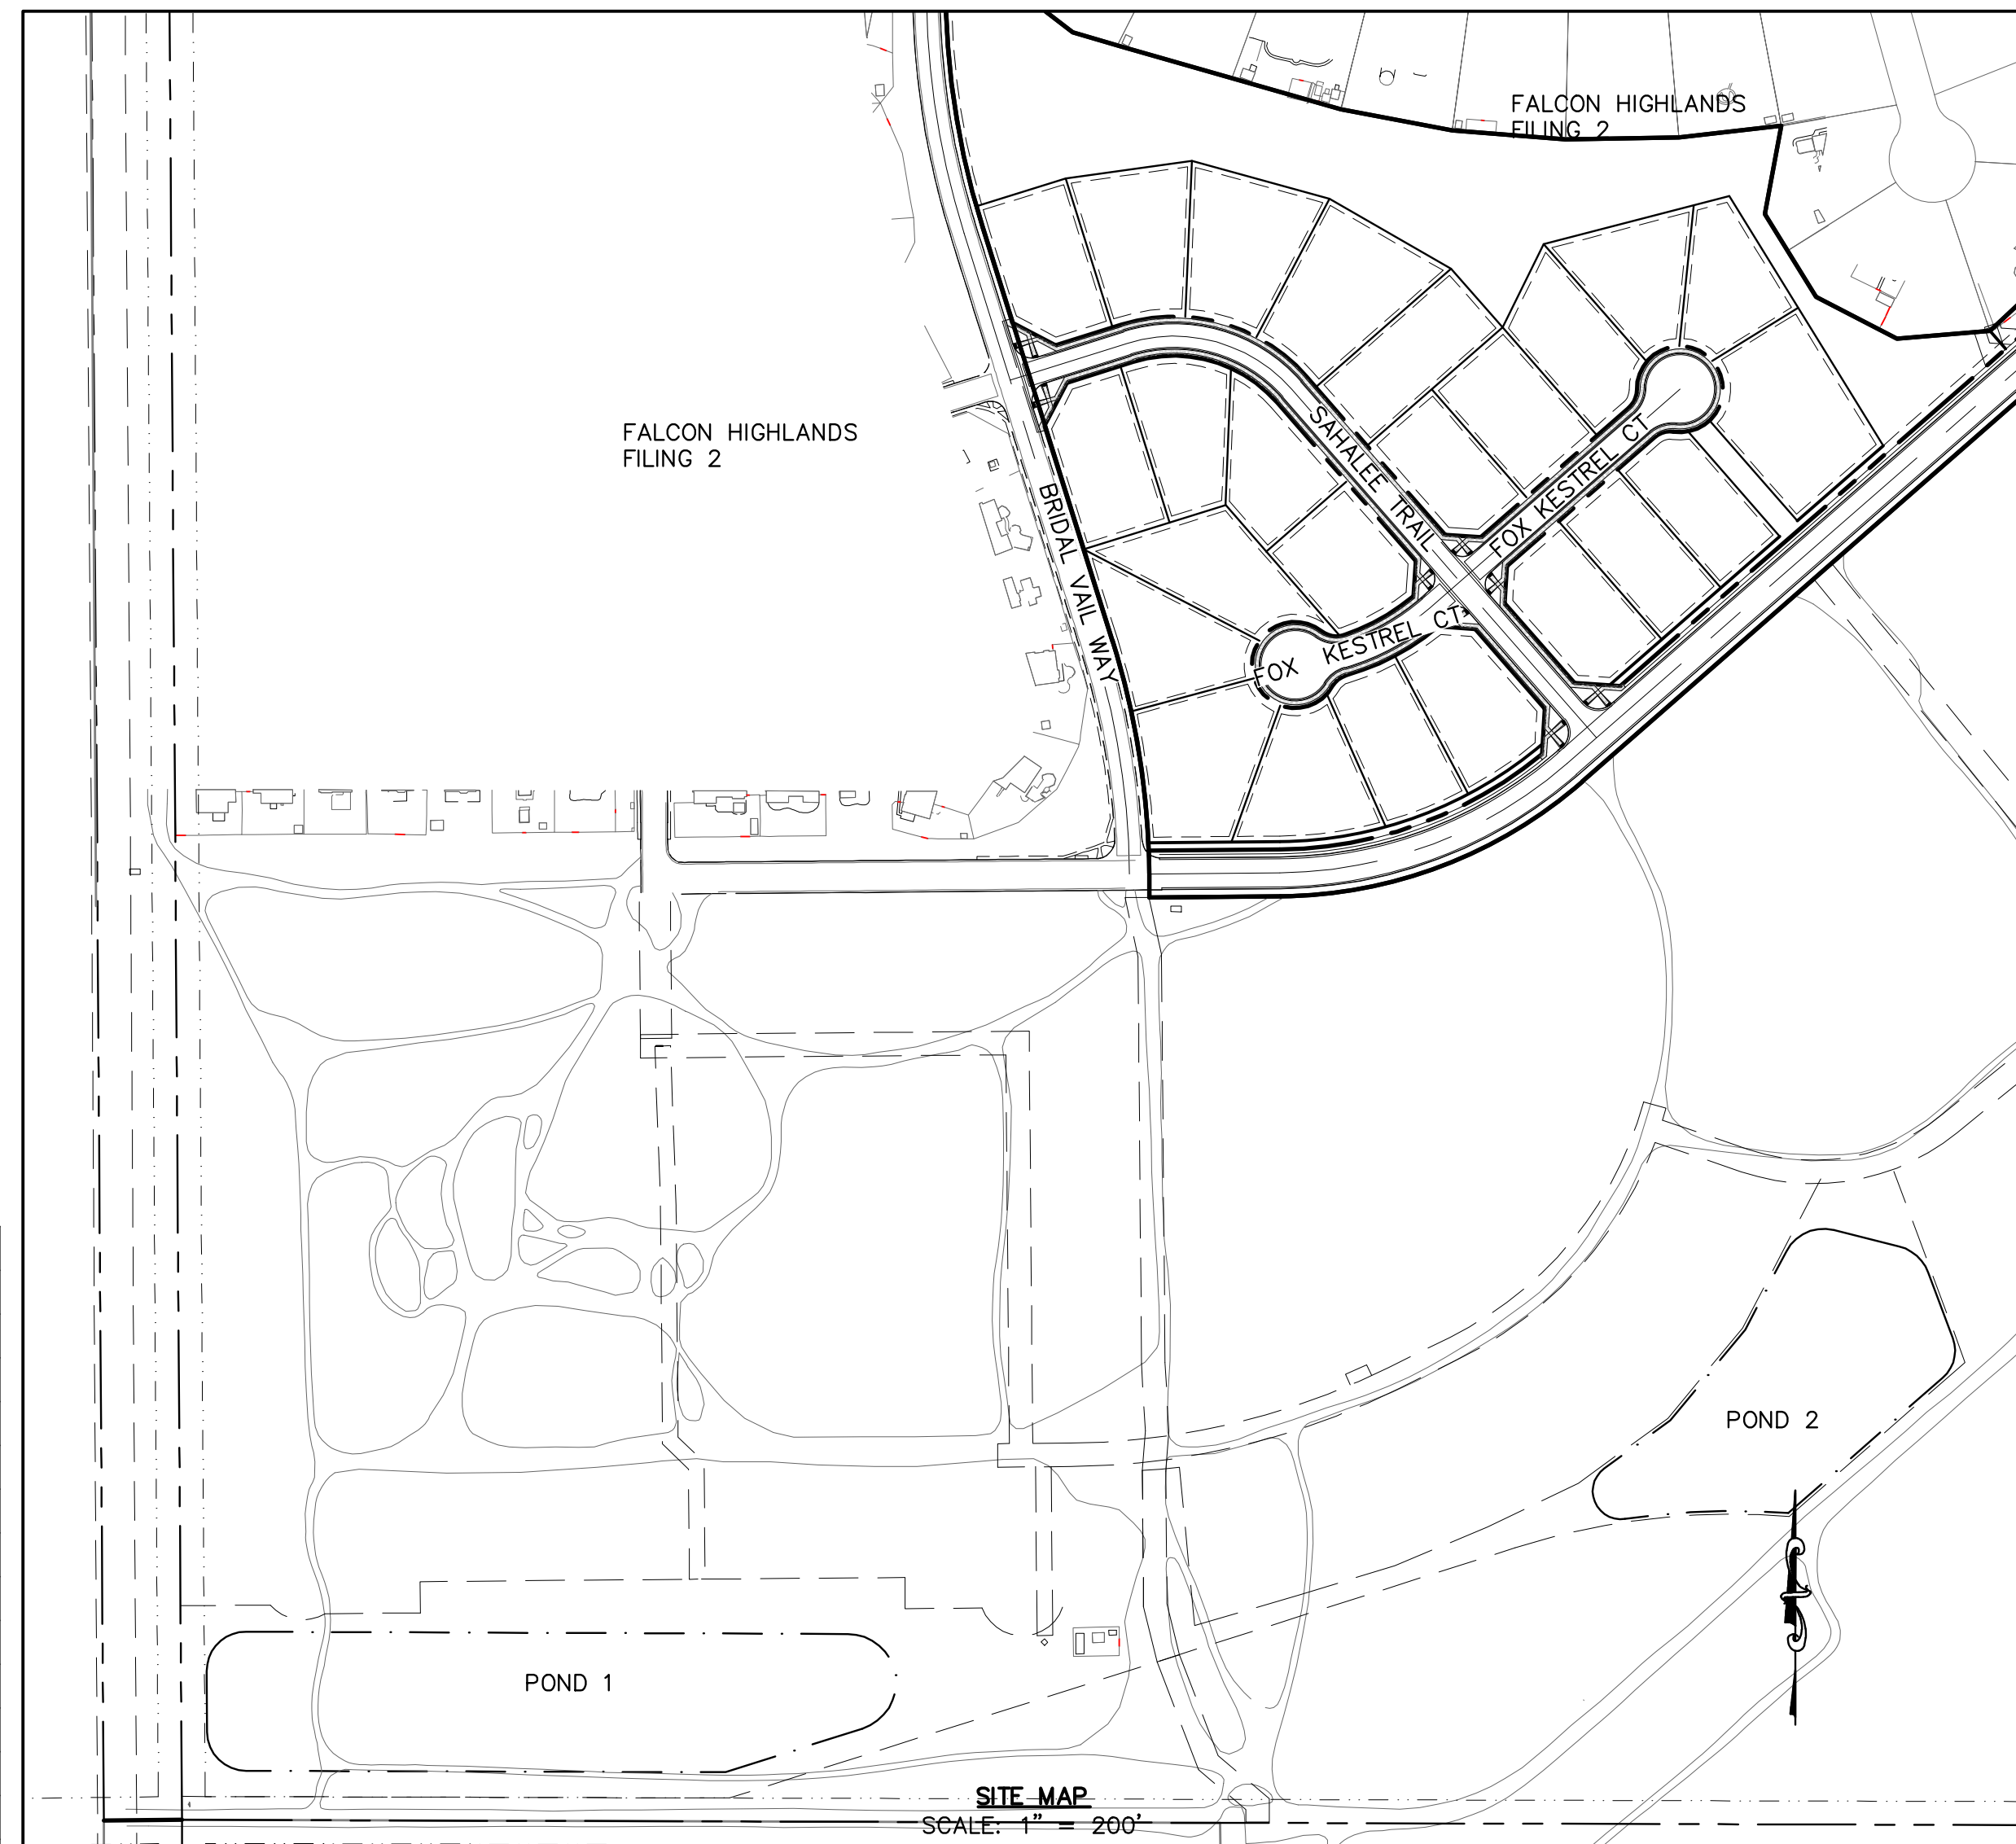 FALCON HIGHLANDS
FILING 2
FALCON HIGHLANDS
FILING 2
SAHALEE TRAIL
FOX KESTREL CT
BRIDAL VAIL WAY
FOX KESTREL CT
POND 2
POND 1
SITE MAP
SCALE: 1" = 200'